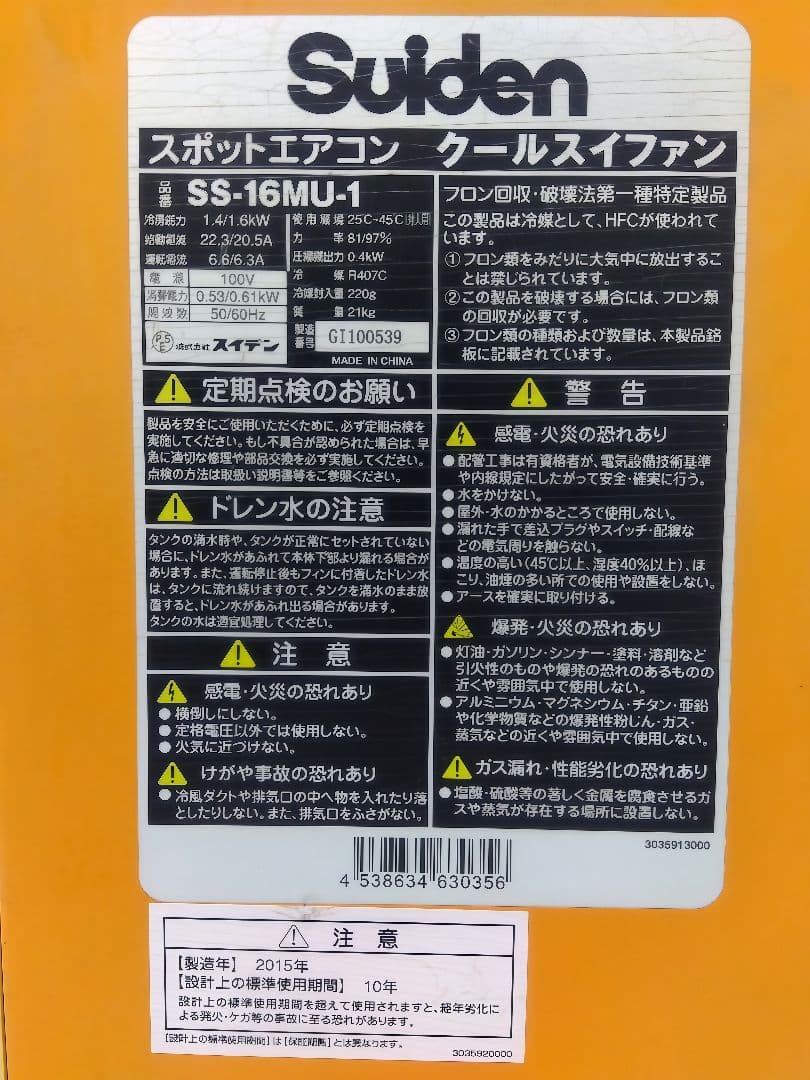 Suiden
スポットエアコン クールスイファン
品番 SS-16MU-1
冷房能力 1.4/1.6kW
始動電流 22.3/20.5A
運転電流 6.6/6.3A
電源 100V
消費電力 0.53/0.61kW
周波数 50/60Hz
PSE 株式会社 スイデン
使用環境 25℃~45℃
力率 81/97%
圧縮機出力 0.4kW
冷媒 R407C
冷媒封入量 220g
質量 21kg
製造番号 GI100539
MADE IN CHINA
フロン回収・破壊法第一種特定製品
この製品は冷媒として、HFCが使われて
います。
①フロン類をみだりに大気中に放出するこ
とは禁じられています。
②この製品を破壊する場合には、フロン類
の回収が必要です。
③フロン類の種類および数量は、本製品銘
板に記載されています。
定期点検のお願い
製品を安全にご使用いただくために、必ず定期点検を
実施してください。もし不具合が認められた場合は、早
急に適切な修理や部品交換を必ず実施してください。
点検の方法は取扱い説明書等をご参照ください。
ドレン水の注意
タンクの満水時や、タンクが正常にセットされていない
場合に、ドレン水があふれて本体下部より漏れる場合が
あります。また、運転停止後もフィンに付着したドレン水
は、タンクに流れ続けますので、タンクを満水のまま放
置すると、ドレン水があふれ出る場合があります。
タンクの水は適宜処理してください。
注 意
感電・火災の恐れあり
●横倒しにしない。
●定格電圧以外では使用しない。
●火気に近づけない。
けがや事故の恐れあり
●冷風ダクトや排気口の中へ物を入れたり落
としたりしない。また、排気口をふさがない。
警 告
感電・火災の恐れあり
●配管工事は有資格者が、電気設備技術基準
や内線規定にしたがって安全・確実に行う。
●水をかけない。
●屋外・水のかかるところで使用しない。
●濡れた手で差込プラグやスイッチ・配線な
どの電気周りを触らない。
●温度の高い(45℃以上、湿度40%以上)、ほ
こり、油煙の多い所での使用や設置をしない。
●アースを確実に取り付ける。
爆発・火災の恐れあり
●灯油・ガソリン・シンナー・塗料・溶剤など
引火性のものや爆発の恐れのあるものの
近くや雰囲気中で使用しない。
●アルミニウム・マグネシウム・チタン・亜鉛
や化学物質などの爆発性粉じん・ガス・
蒸気などの近くや雰囲気中で使用しない。
ガス漏れ・性能劣化の恐れあり
●塩酸・硫酸等の著しく金属を腐食させるガ
スや蒸気が存在する場所に設置しない。
3035913000
4 538634 630356
注 意
【製造年】 2015年
【設計上の標準使用期間】 10年
設計上の標準使用期間を超えて使用されますと、経年劣化に
よる発火・ケガ等の事故に至る恐れがあります。
【設計上の標準使用期間】は【保証期間】とは異なります。
3035920000